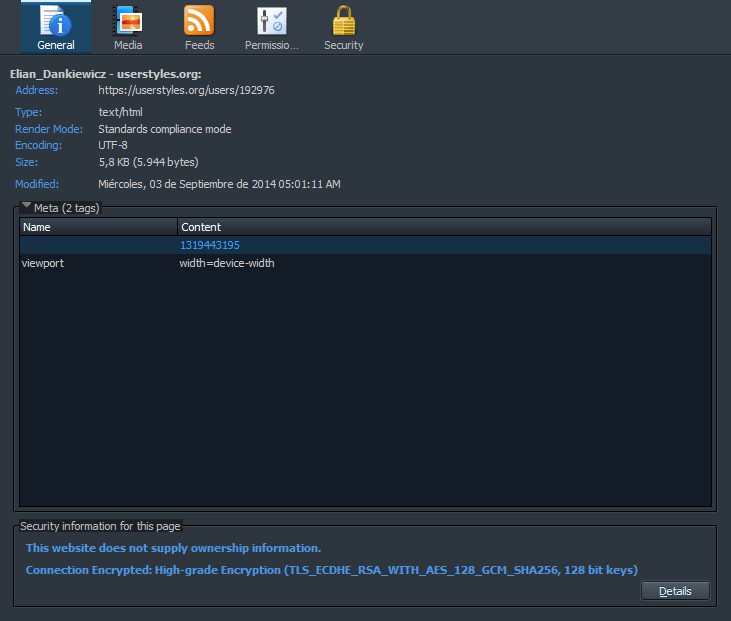 General Media Feeds Permissio... Security
Elian_Dankiewicz - userstyles.org:
Address: https://userstyles.org/users/192976
Type: text/html
Render Mode: Standards compliance mode
Encoding: UTF-8
Size: 5,8 KB (5.944 bytes)
Modified: Miércoles, 03 de Septiembre de 2014 05:01:11 AM
Meta (2 tags)
Name Content
1319443195
viewport width=device-width
Security information for this page
This website does not supply ownership information.
Connection Encrypted: High-grade Encryption (TLS_ECDHE_RSA_WITH_AES_128_GCM_SHA256, 128 bit keys)
Details